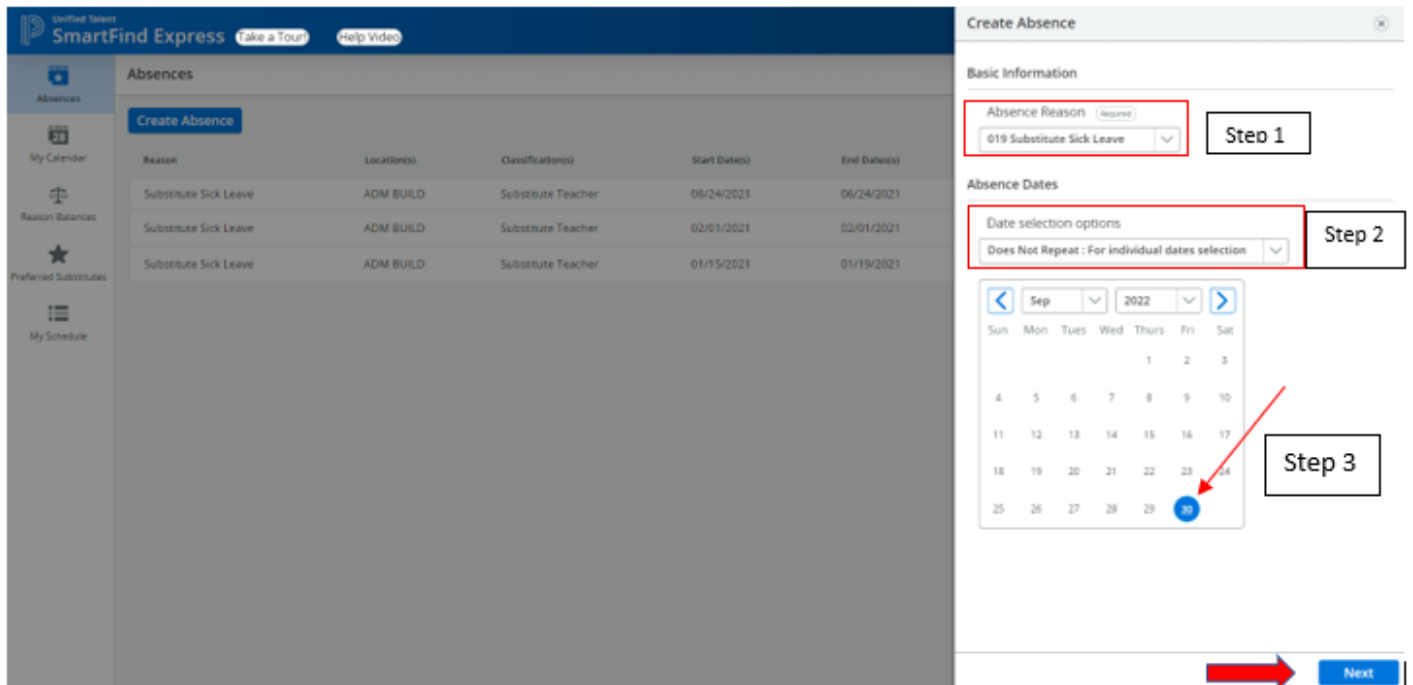 Unified Talent
SmartFind Express Take a Tour! Help Video
Absences
My Calendar
Reason Balances
Preferred Substitutes
My Schedule
Absences
Create Absence
Reason Location(s) Classification(s) Start Date(s) End Dates(s)
Substitute Sick Leave ADM BUILD Substitute Teacher 06/24/2021 06/24/2021
Substitute Sick Leave ADM BUILD Substitute Teacher 02/01/2021 02/01/2021
Substitute Sick Leave ADM BUILD Substitute Teacher 01/15/2021 01/19/2021
Create Absence
Basic Information
Absence Reason Required
019 Substitute Sick Leave
Step 1
Absence Dates
Date selection options
Does Not Repeat : For individual dates selection
Step 2
Sep 2022
Sun Mon Tues Wed Thurs Fri Sat
1 2 3
4 5 6 7 8 9 10
11 12 13 14 15 16 17
18 19 20 21 22 23 24
25 26 27 28 29 30
Step 3
Next